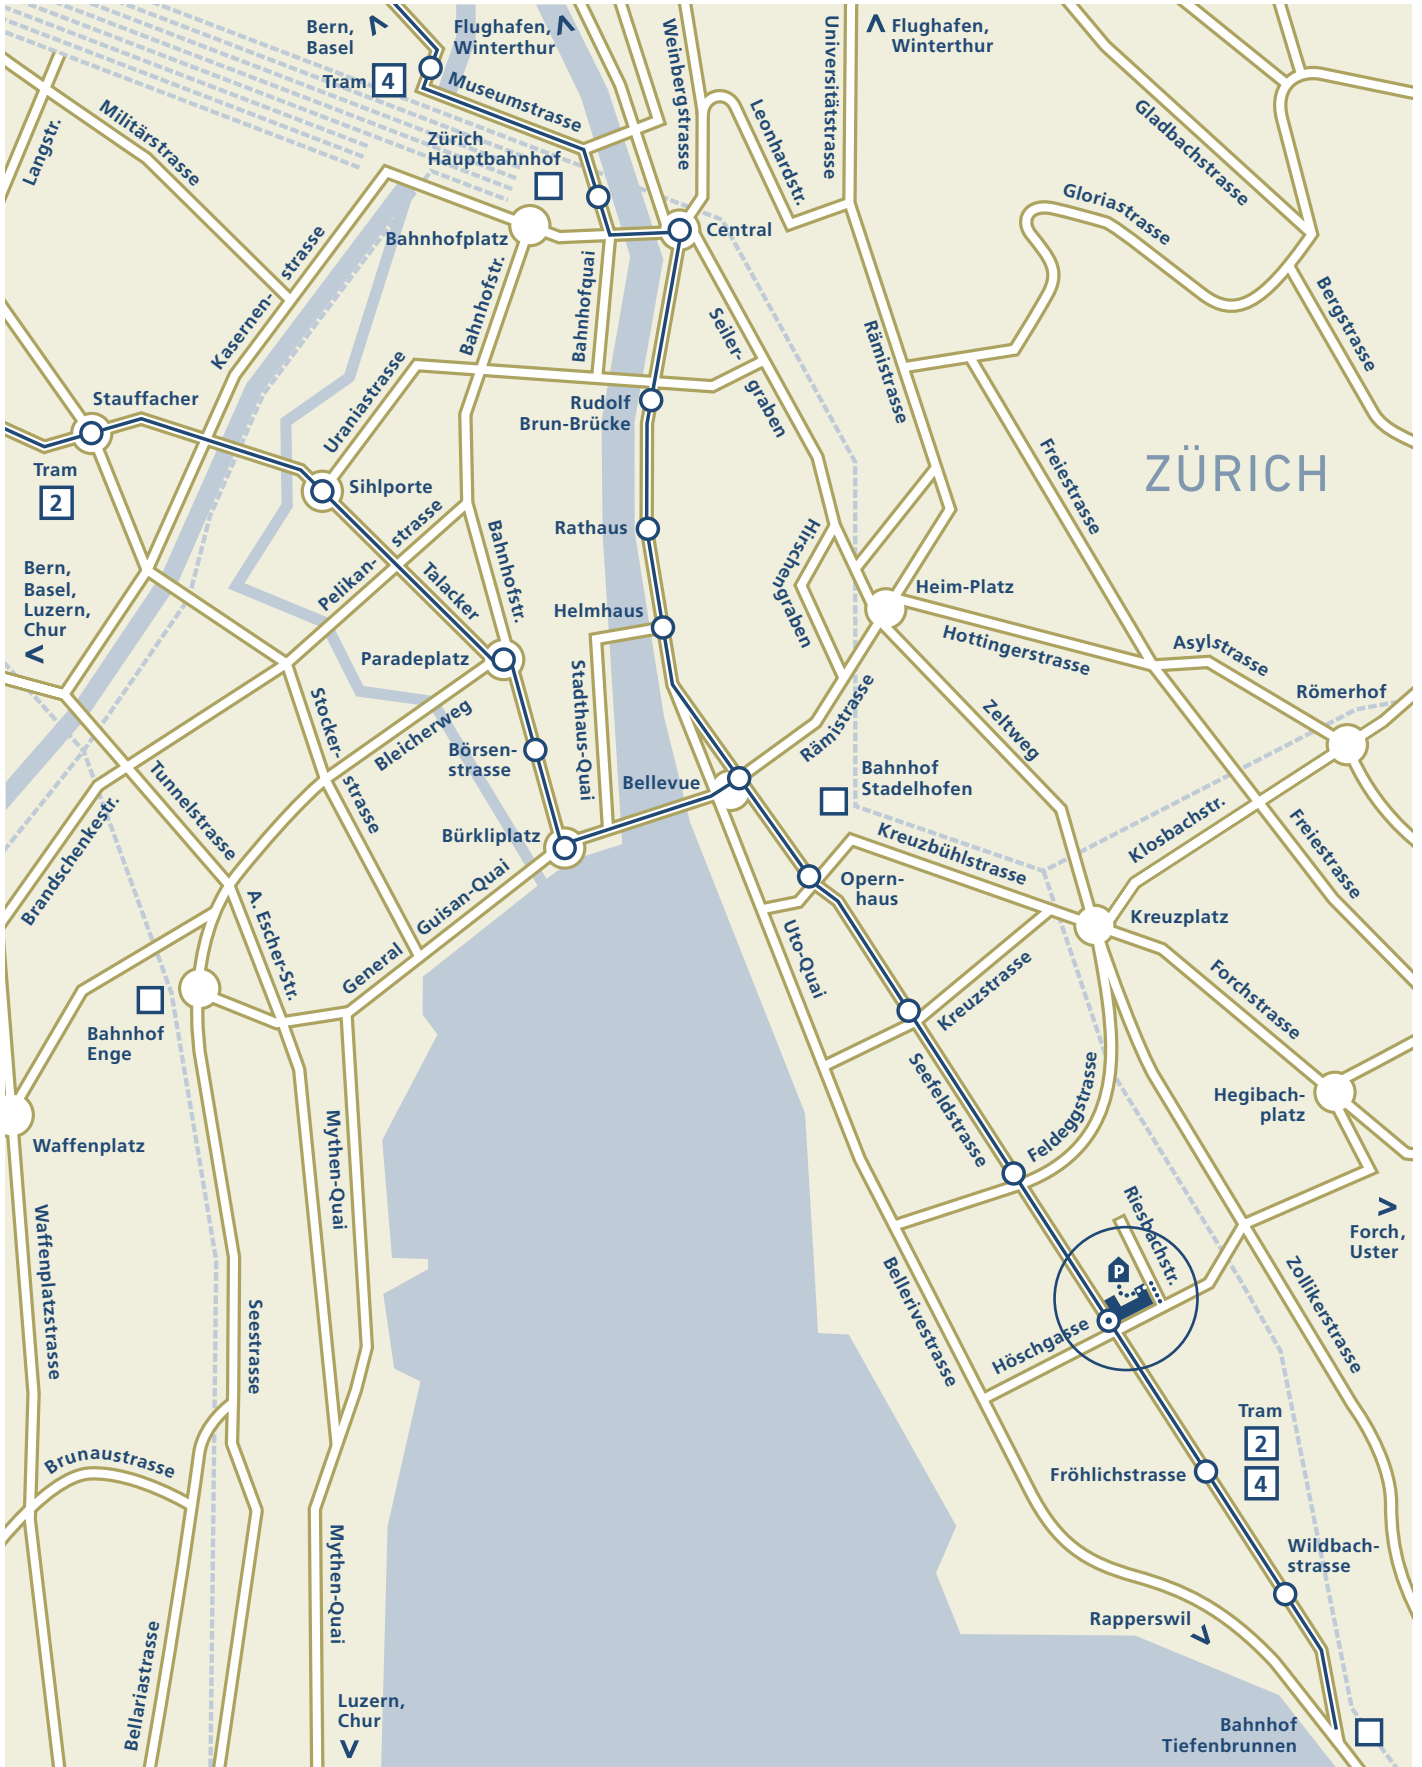 Bern,
Basel
Flughafen,
Winterthur
Flughafen,
Winterthur
Tram 4
Museumstrasse
Weinbergstrasse
Universitätstrasse
Leonhardstr.
Gladbachstrasse
Gloriastrasse
Bergstrasse
Langstr.
Militärstrasse
Zürich
Hauptbahnhof
Bahnhofplatz
Central
Kasernen-
strasse
Bahnhofstr.
Bahnhofquai
Seiler-
graben
Rämistrasse
Uraniastrasse
Stauffacher
Rudolf
Brun-Brücke
ZÜRICH
Freiestrasse
Tram
2
Sihlporte
Pelikan-
strasse
Talacker
Bahnhofstr.
Rathaus
Hirschengraben
Bern,
Basel,
Luzern,
Chur
Helmhaus
Heim-Platz
Hottingerstrasse
Asylstrasse
Römerhof
Paradeplatz
Stadthaus-Quai
Stocker-
strasse
Bleicherweg
Börsen-
strasse
Rämistrasse
Zeltweg
Bellevue
Bahnhof
Stadelhofen
Tunnelstrasse
Brandschenkestr.
Bürkliplatz
Kreuzbühlstrasse
Klosbachstr.
Freiestrasse
Opern-
haus
Kreuzplatz
A. Escher-Str.
General
Guisan-Quai
Uto-Quai
Kreuzstrasse
Forchstrasse
Bahnhof
Enge
Seefeldstrasse
Feldeggstrasse
Hegibach-
platz
Waffenplatz
Mythen-Quai
Waffenplatzstrasse
Riesbachstr.
Forch,
Uster
P
Bellerivestrasse
Zollikerstrasse
Seestrasse
Höschgasse
Tram
2
4
Brunaustrasse
Fröhlichstrasse
Mythen-Quai
Wildbach-
strasse
Rapperswil
Bellariastrasse
Luzern,
Chur
Bahnhof
Tiefenbrunnen